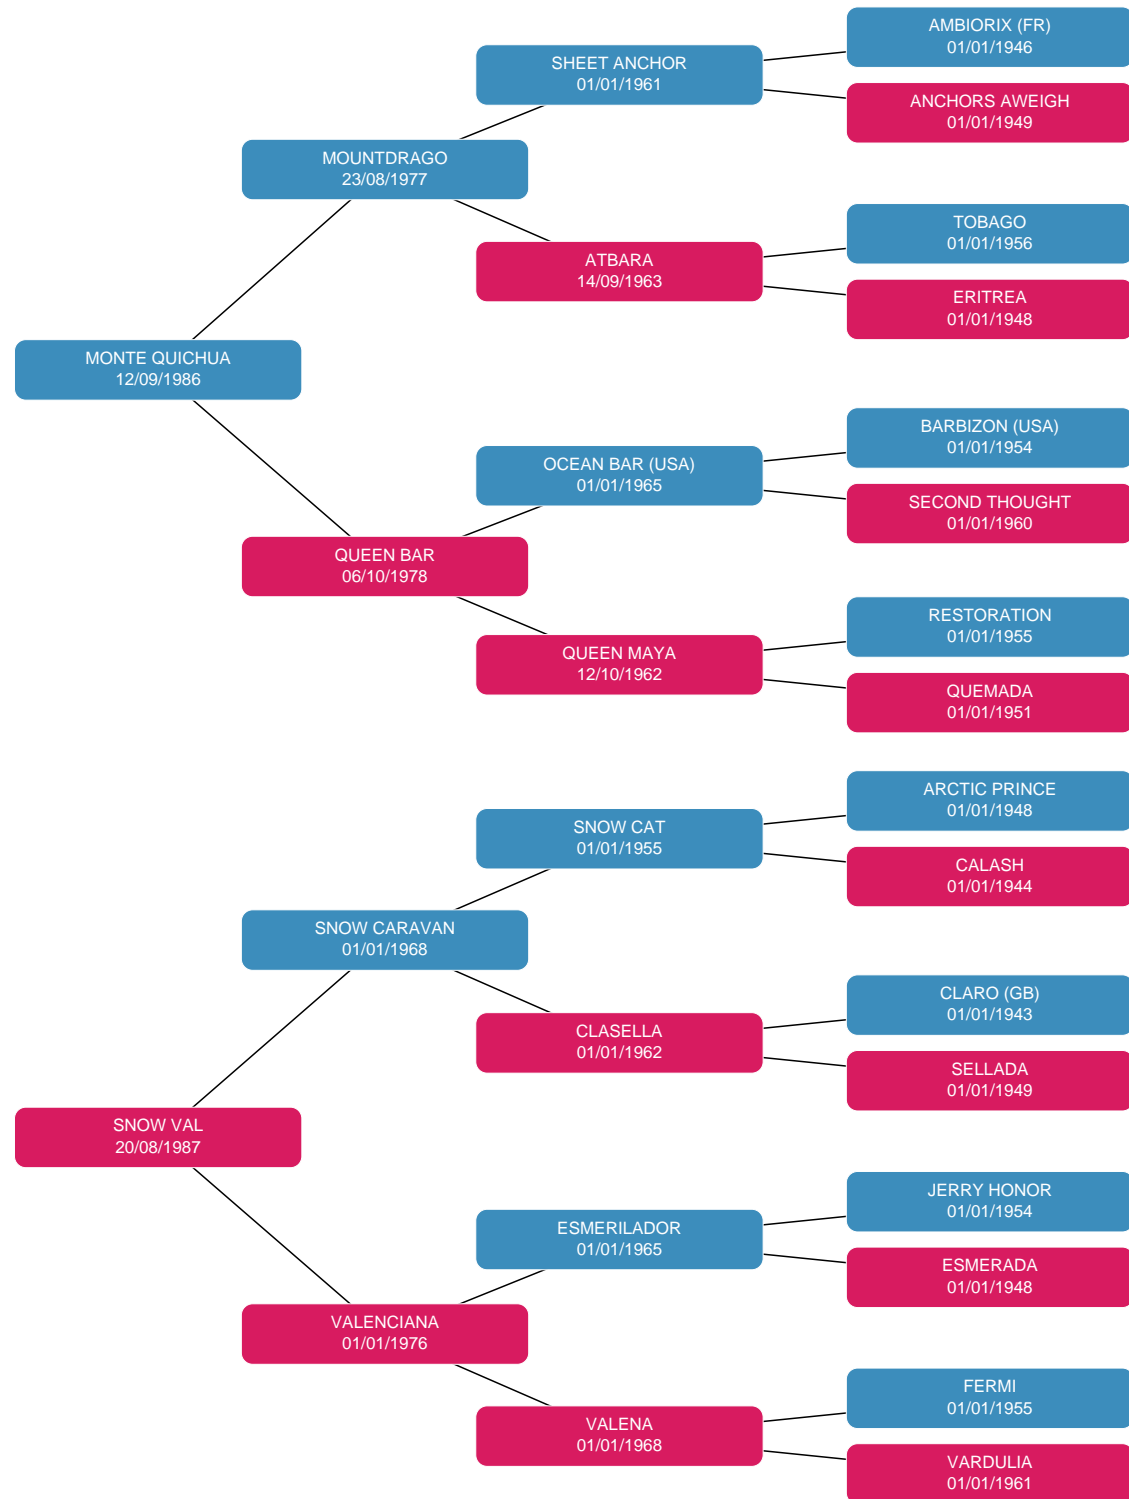 AMBIORIX (FR)
01/01/1946
SHEET ANCHOR
01/01/1961
ANCHORS AWEIGH
01/01/1949
MOUNTDRAGO
23/08/1977
TOBAGO
01/01/1956
ATBARA
14/09/1963
ERITREA
01/01/1948
MONTE QUICHUA
12/09/1986
BARBIZON (USA)
01/01/1954
OCEAN BAR (USA)
01/01/1965
SECOND THOUGHT
01/01/1960
QUEEN BAR
06/10/1978
RESTORATION
01/01/1955
QUEEN MAYA
12/10/1962
QUEMADA
01/01/1951
ARCTIC PRINCE
01/01/1948
SNOW CAT
01/01/1955
CALASH
01/01/1944
SNOW CARAVAN
01/01/1968
CLARO (GB)
01/01/1943
CLASELLA
01/01/1962
SELLADA
01/01/1949
SNOW VAL
20/08/1987
JERRY HONOR
01/01/1954
ESMERILADOR
01/01/1965
ESMERADA
01/01/1948
VALENCIANA
01/01/1976
FERMI
01/01/1955
VALENA
01/01/1968
VARDULIA
01/01/1961